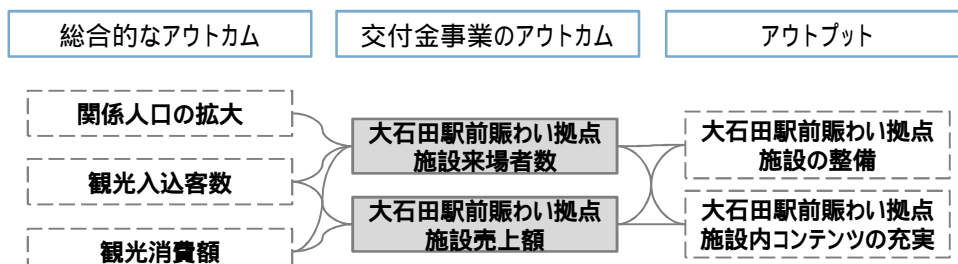 総合的なアウトカム
交付金事業のアウトカム
アウトプット
関係人口の拡大
観光入込客数
観光消費額
大石田駅前賑わい拠点
施設来場者数
大石田駅前賑わい拠点
施設売上額
大石田駅前賑わい拠点
施設の整備
大石田駅前賑わい拠点
施設内コンテンツの充実